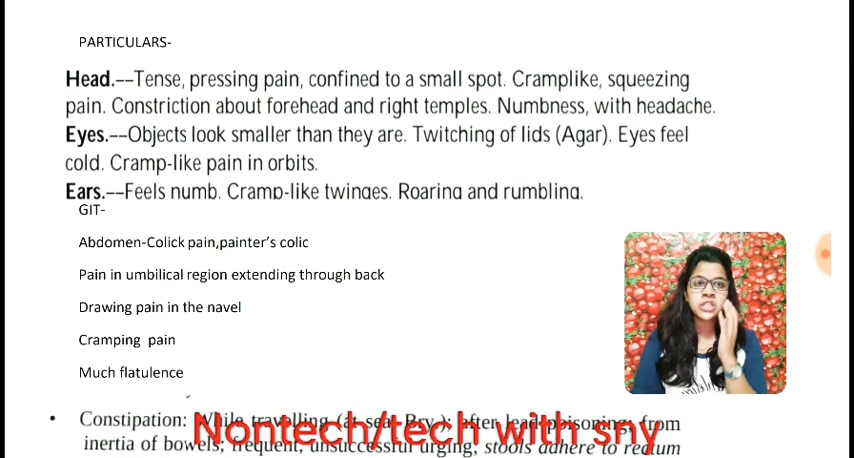 PARTICULARS-
Head.––Tense, pressing pain, confined to a small spot. Cramplike, squeezing
pain. Constriction about forehead and right temples. Numbness, with headache.
Eyes.––Objects look smaller than they are. Twitching of lids (Agar). Eyes feel
cold. Cramp-like pain in orbits.
Ears.––Feels numb. Cramp-like twinges. Roaring and rumbling.
GIT-
Abdomen-Colick pain,painter's colic
Pain in umbilical region extending through back
Drawing pain in the navel
Cramping pain
Much flatulence
• Constipation: While travelling (at sea, Bry.); after lead poisoning; from
inertia of bowels; frequent, unsuccessful urging; stools adhere to rectum
Nontech/tech with sny